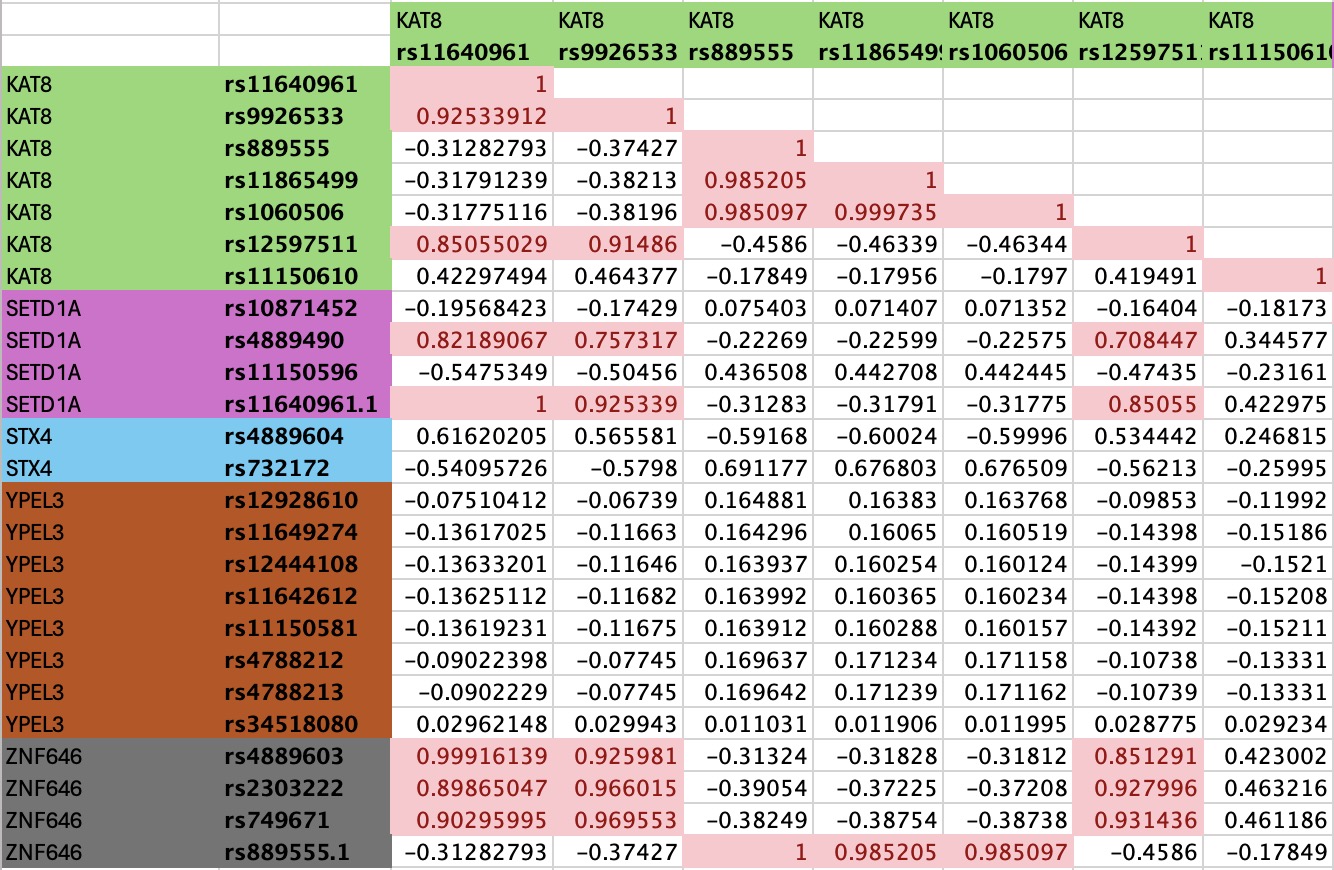 KAT8 KAT8 KAT8 KAT8 KAT8 KAT8 KAT8
rs11640961 rs9926533 rs889555 rs11865499 rs1060506 rs12597511 rs11150610
KAT8 rs11640961 1
KAT8 rs9926533 0.92533912 1
KAT8 rs889555 -0.31282793 -0.37427 1
KAT8 rs11865499 -0.31791239 -0.38213 0.985205 1
KAT8 rs1060506 -0.31775116 -0.38196 0.985097 0.999735 1
KAT8 rs12597511 0.85055029 0.91486 -0.4586 -0.46339 -0.46344 1
KAT8 rs11150610 0.42297494 0.464377 -0.17849 -0.17956 -0.1797 0.419491 1
SETD1A rs10871452 -0.19568423 -0.17429 0.075403 0.071407 0.071352 -0.16404 -0.18173
SETD1A rs4889490 0.82189067 0.757317 -0.22269 -0.22599 -0.22575 0.708447 0.344577
SETD1A rs11150596 -0.5475349 -0.50456 0.436508 0.442708 0.442445 -0.47435 -0.23161
SETD1A rs11640961.1 1 0.925339 -0.31283 -0.31791 -0.31775 0.85055 0.422975
STX4 rs4889604 0.61620205 0.565581 -0.59168 -0.60024 -0.59996 0.534442 0.246815
STX4 rs732172 -0.54095726 -0.5798 0.691177 0.676803 0.676509 -0.56213 -0.25995
YPEL3 rs12928610 -0.07510412 -0.06739 0.164881 0.16383 0.163768 -0.09853 -0.11992
YPEL3 rs11649274 -0.13617025 -0.11663 0.164296 0.16065 0.160519 -0.14398 -0.15186
YPEL3 rs12444108 -0.13633201 -0.11646 0.163937 0.160254 0.160124 -0.14399 -0.1521
YPEL3 rs11642612 -0.13625112 -0.11682 0.163992 0.160365 0.160234 -0.14398 -0.15208
YPEL3 rs11150581 -0.13619231 -0.11675 0.163912 0.160288 0.160157 -0.14392 -0.15211
YPEL3 rs4788212 -0.09022398 -0.07745 0.169637 0.171234 0.171158 -0.10738 -0.13331
YPEL3 rs4788213 -0.0902229 -0.07745 0.169642 0.171239 0.171162 -0.10739 -0.13331
YPEL3 rs34518080 0.02962148 0.029943 0.011031 0.011906 0.011995 0.028775 0.029234
ZNF646 rs4889603 0.99916139 0.925981 -0.31324 -0.31828 -0.31812 0.851291 0.423002
ZNF646 rs2303222 0.89865047 0.966015 -0.39054 -0.37225 -0.37208 0.927996 0.463216
ZNF646 rs749671 0.90295995 0.969553 -0.38249 -0.38754 -0.38738 0.931436 0.461186
ZNF646 rs889555.1 -0.31282793 -0.37427 1 0.985205 0.985097 -0.4586 -0.17849